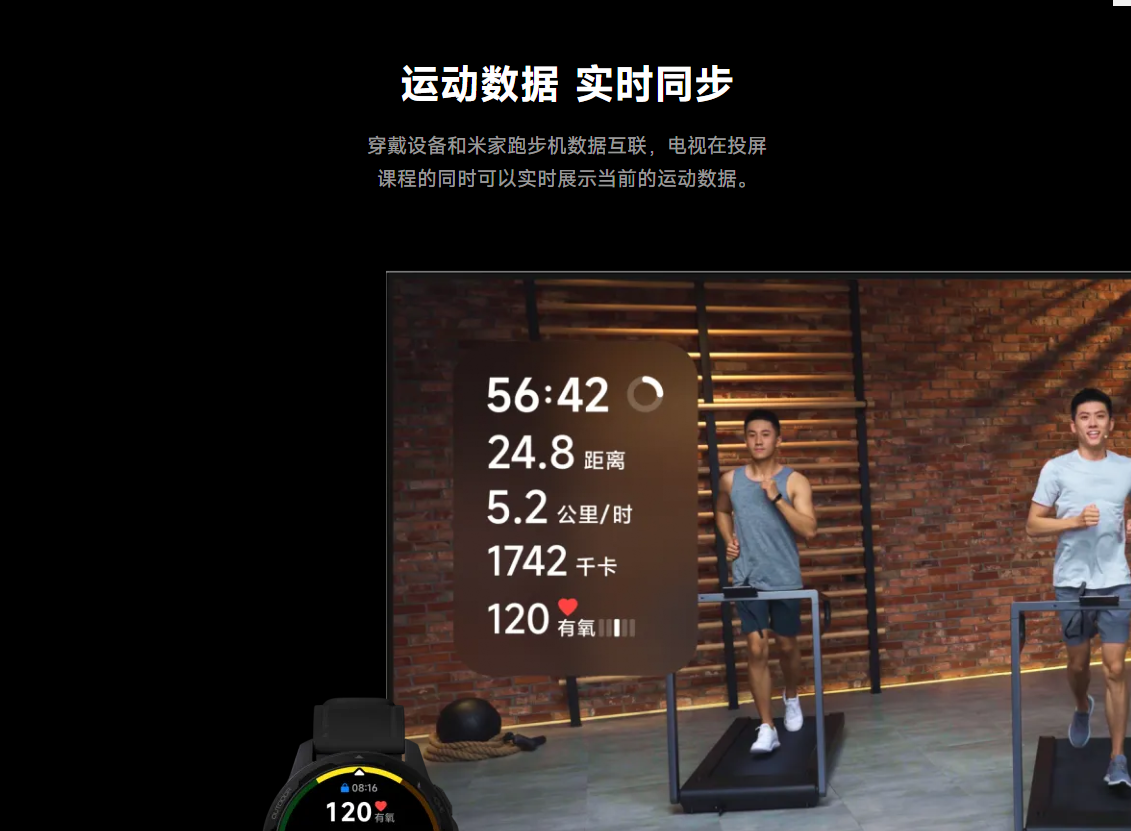 运动数据 实时同步
穿戴设备和米家跑步机数据互联，电视在投屏
课程的同时可以实时展示当前的运动数据。
56:42
24.8 距离
5.2 公里/时
1742 千卡
120 有氧
08:16
120 有氧